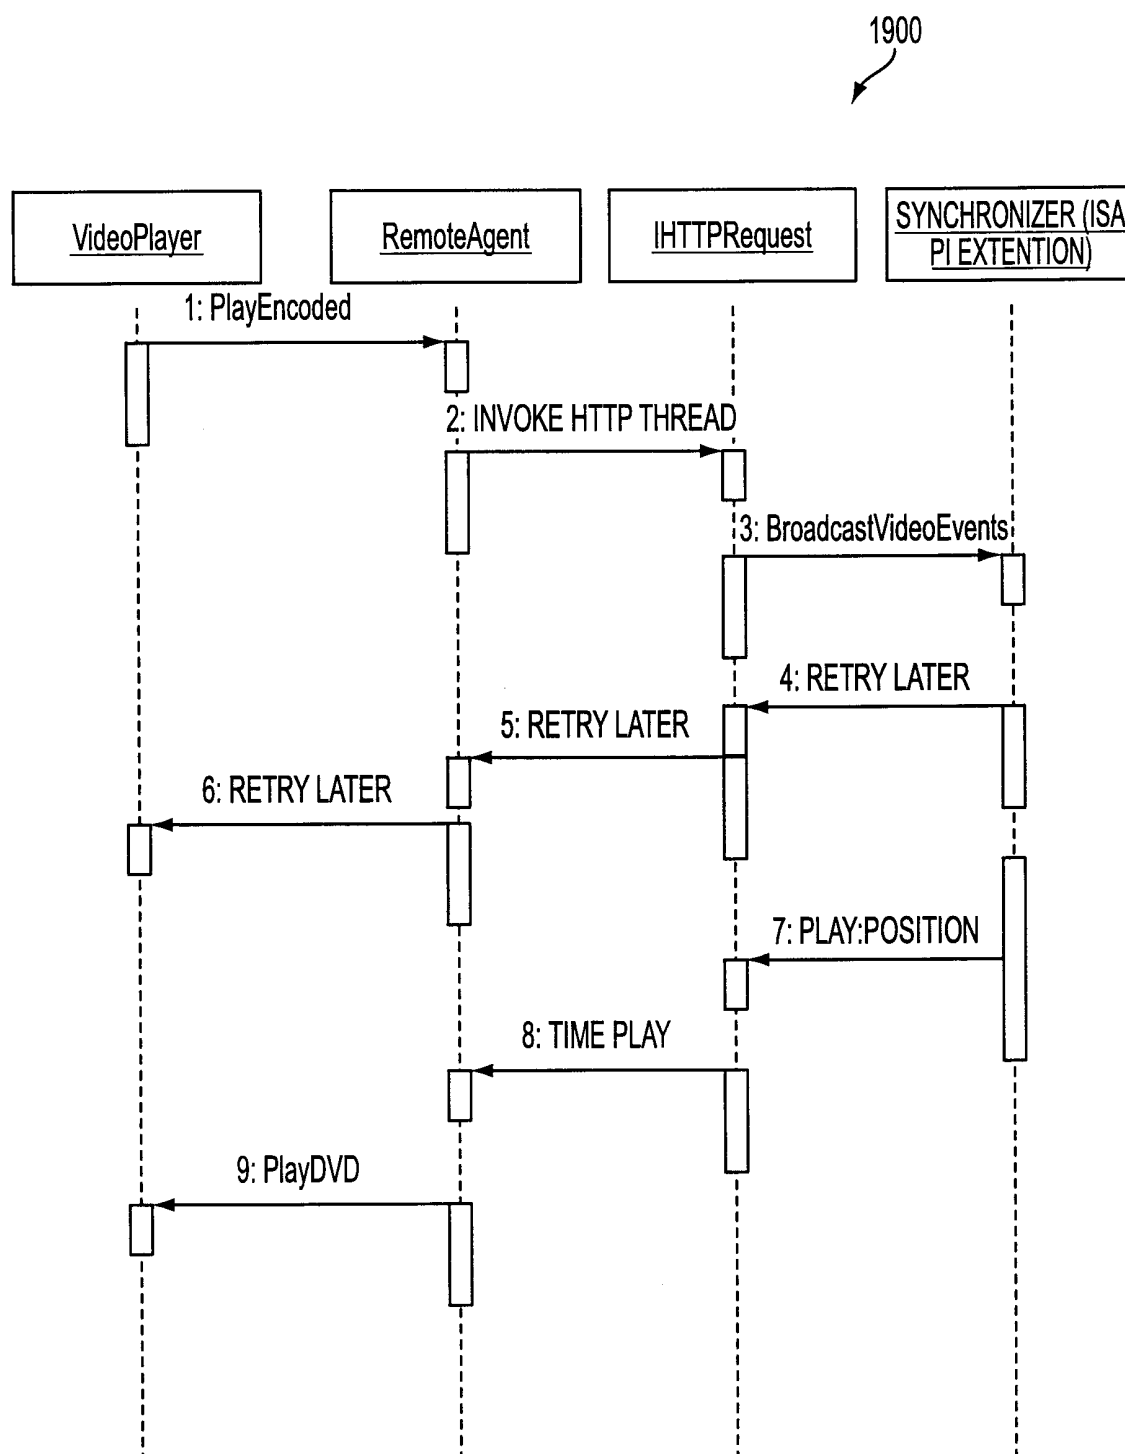 1900
VideoPlayer
RemoteAgent
IHTTPRequest
SYNCHRONIZER (ISA
PI EXTENTION)
1: PlayEncoded
2: INVOKE HTTP THREAD
3: BroadcastVideoEvents
4: RETRY LATER
5: RETRY LATER
6: RETRY LATER
7: PLAY:POSITION
8: TIME PLAY
9: PlayDVD